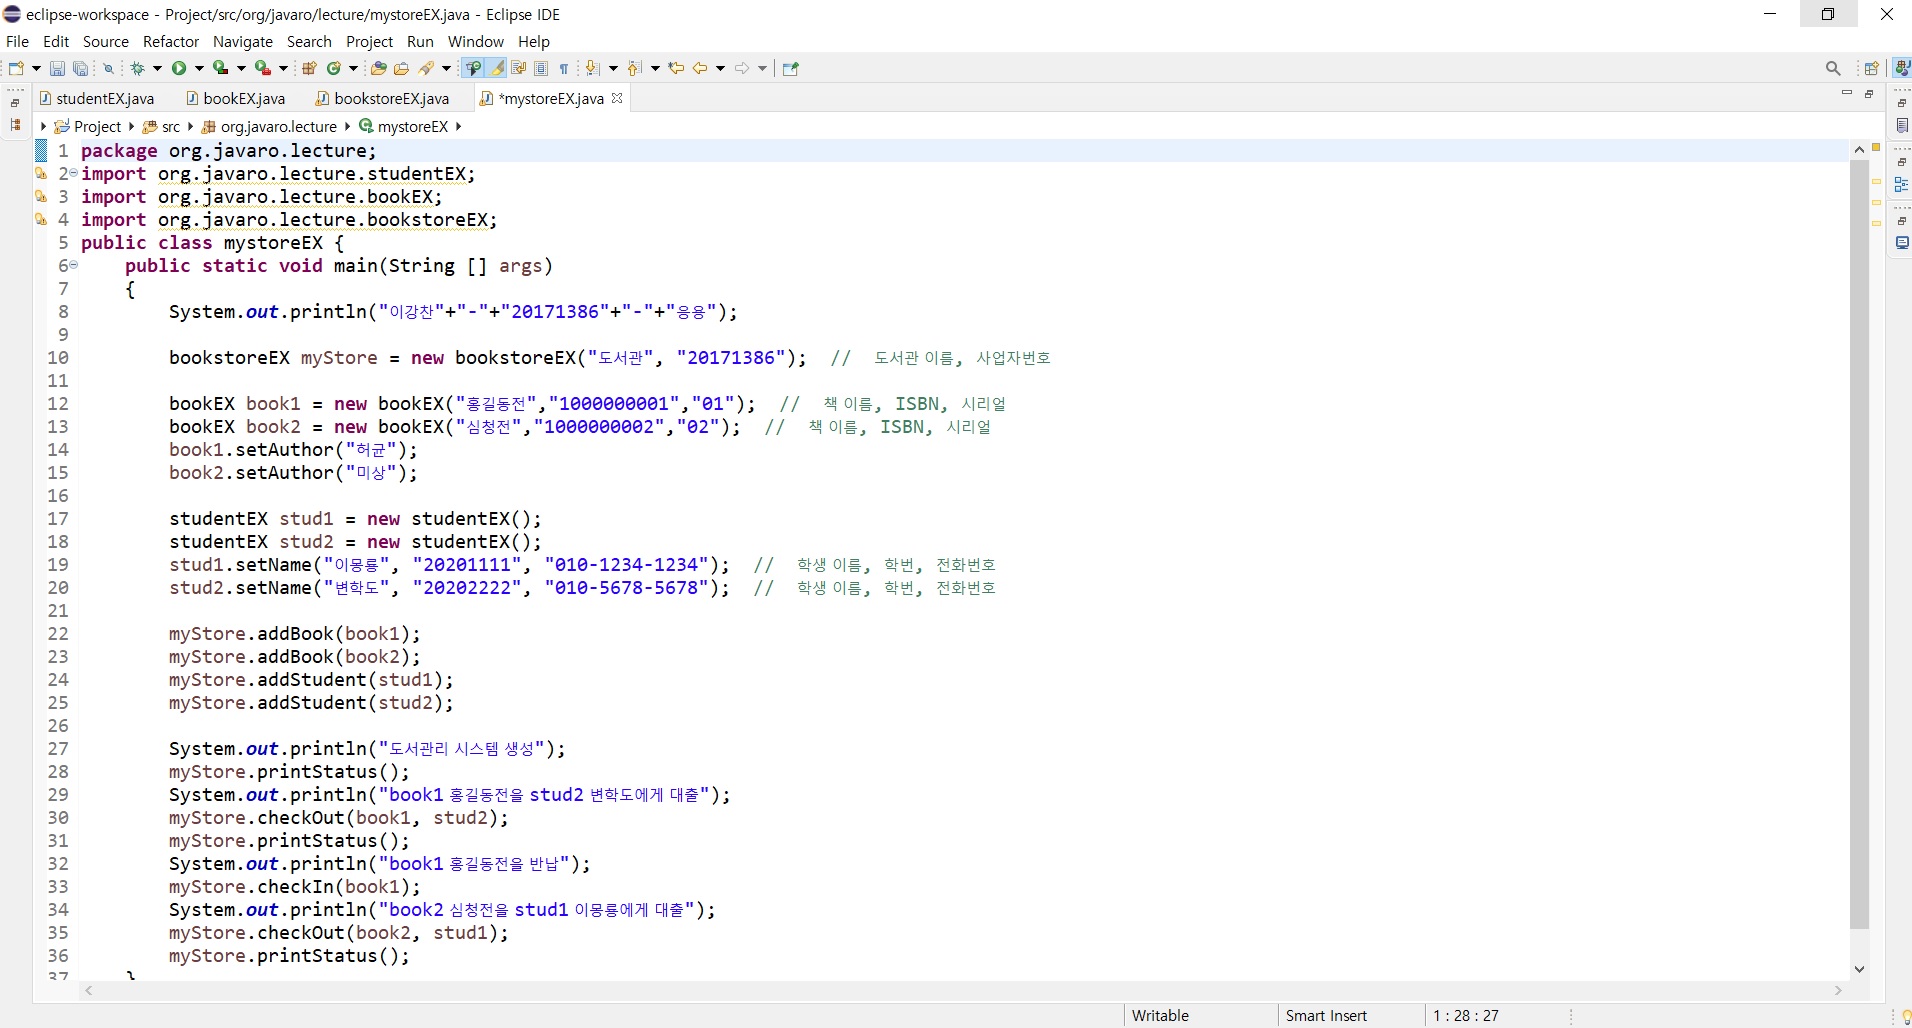 eclipse-workspace - Project/src/org/javaro/lecture/mystoreEX.java - Eclipse IDE
File Edit Source Refactor Navigate Search Project Run Window Help
studentEX.java bookEX.java bookstoreEX.java *mystoreEX.java
Project src org.javaro.lecture mystoreEX
1 package org.javaro.lecture;
2 import org.javaro.lecture.studentEX;
3 import org.javaro.lecture.bookEX;
4 import org.javaro.lecture.bookstoreEX;
5 public class mystoreEX {
6 public static void main(String [] args)
7 {
8 System.out.println("이강찬"+"-"+"20171386"+"-"+"응용");
9
10 bookstoreEX myStore = new bookstoreEX("도서관", "20171386"); // 도서관 이름, 사업자번호
11
12 bookEX book1 = new bookEX("홍길동전","1000000001","01"); // 책 이름, ISBN, 시리얼
13 bookEX book2 = new bookEX("심청전","1000000002","02"); // 책 이름, ISBN, 시리얼
14 book1.setAuthor("허균");
15 book2.setAuthor("미상");
16
17 studentEX stud1 = new studentEX();
18 studentEX stud2 = new studentEX();
19 stud1.setName("이몽룡", "20201111", "010-1234-1234"); // 학생 이름, 학번, 전화번호
20 stud2.setName("변학도", "20202222", "010-5678-5678"); // 학생 이름, 학번, 전화번호
21
22 myStore.addBook(book1);
23 myStore.addBook(book2);
24 myStore.addStudent(stud1);
25 myStore.addStudent(stud2);
26
27 System.out.println("도서관리 시스템 생성");
28 myStore.printStatus();
29 System.out.println("book1 홍길동전을 stud2 변학도에게 대출");
30 myStore.checkOut(book1, stud2);
31 myStore.printStatus();
32 System.out.println("book1 홍길동전을 반납");
33 myStore.checkIn(book1);
34 System.out.println("book2 심청전을 stud1 이몽룡에게 대출");
35 myStore.checkOut(book2, stud1);
36 myStore.printStatus();
37 }
Writable Smart Insert 1 : 28 : 27